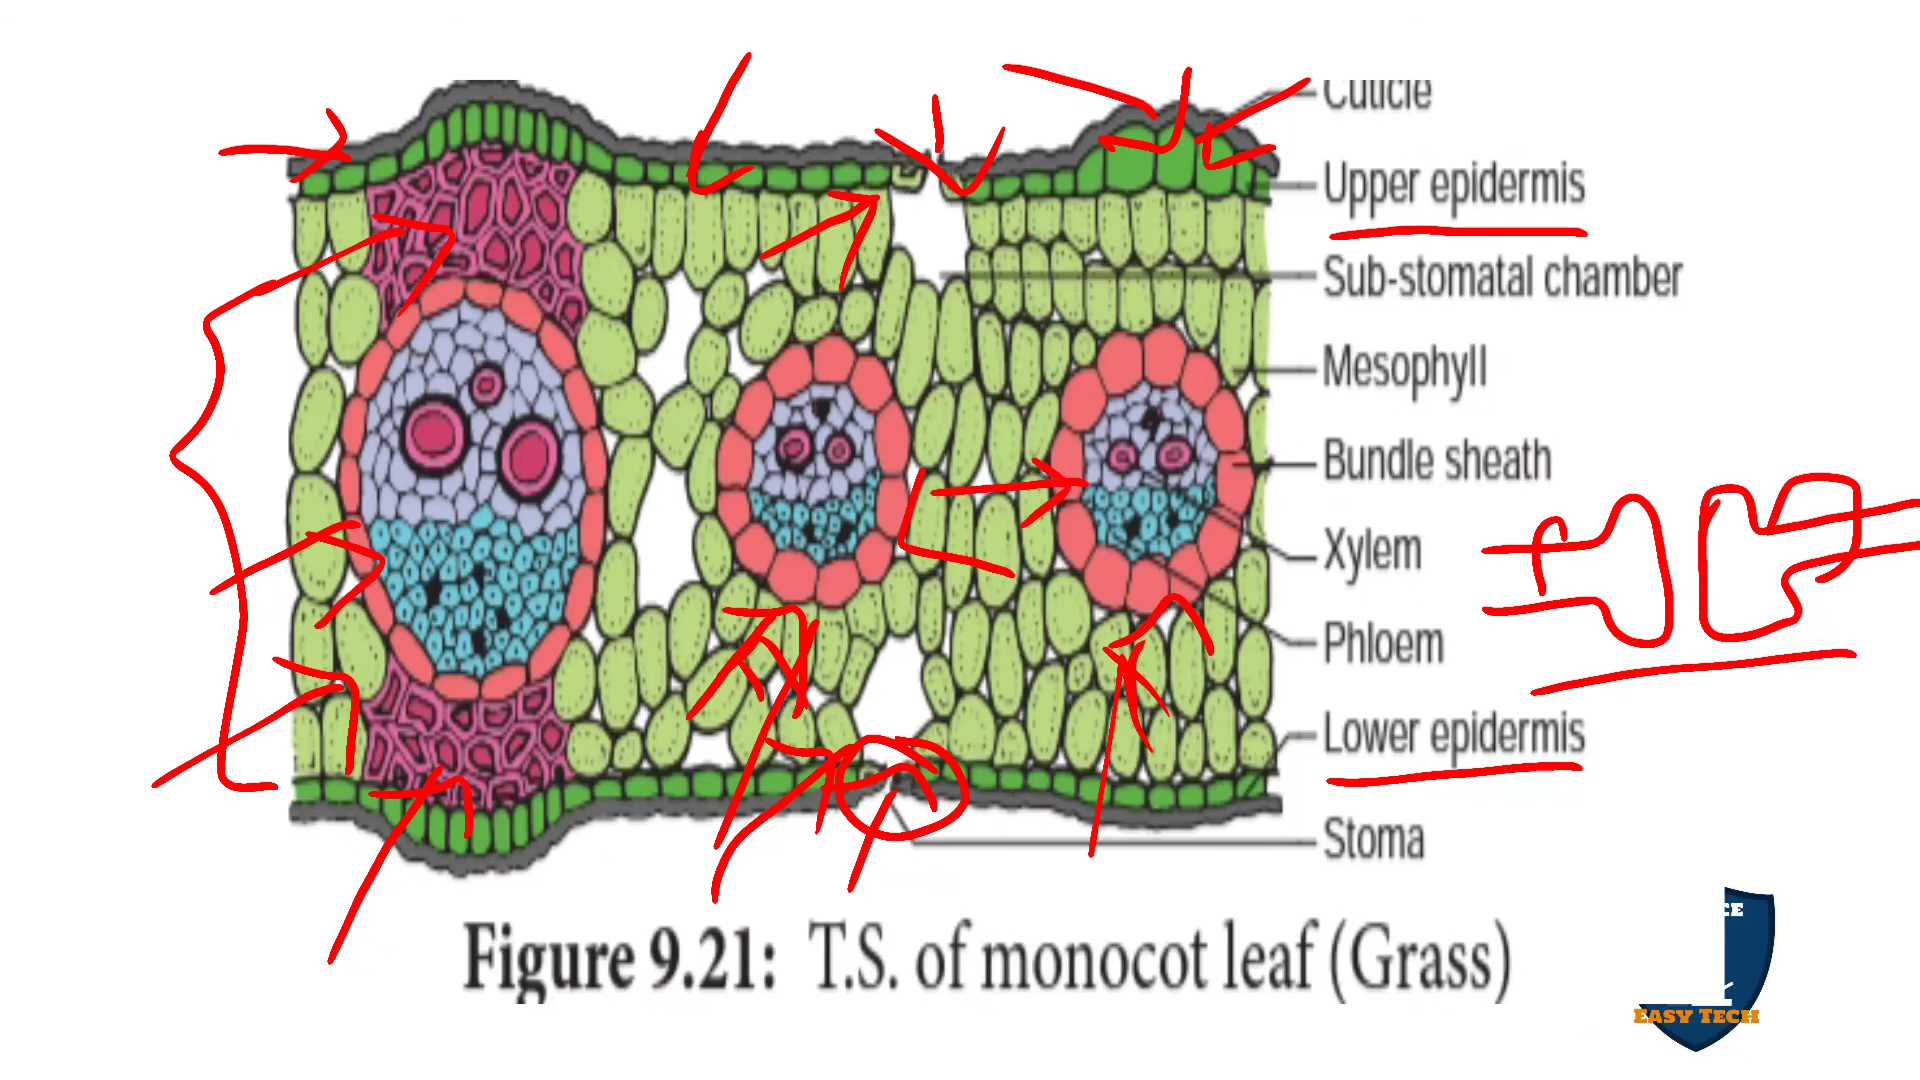 Cuticle
Upper epidermis
Sub-stomatal chamber
Mesophyll
Bundle sheath
Xylem
Phloem
Lower epidermis
Stoma
Figure 9.21: T.S. of monocot leaf (Grass)
CE
EASY TECH